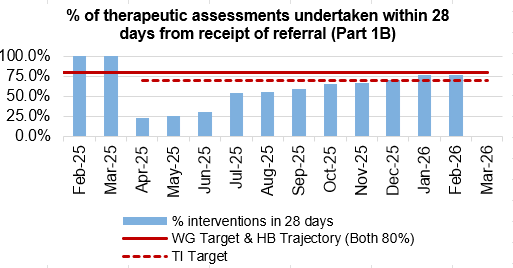 % of therapeutic assessments undertaken within 28
days from receipt of referral (Part 1B)
100.0%
75.0%
50.0%
25.0%
0.0%
Feb-25
Mar-25
Apr-25
May-25
Jun-25
Jul-25
Aug-25
Sep-25
Oct-25
Nov-25
Dec-25
Jan-26
Feb-26
Mar-26
% interventions in 28 days
WG Target & HB Trajectory (Both 80%)
TI Target